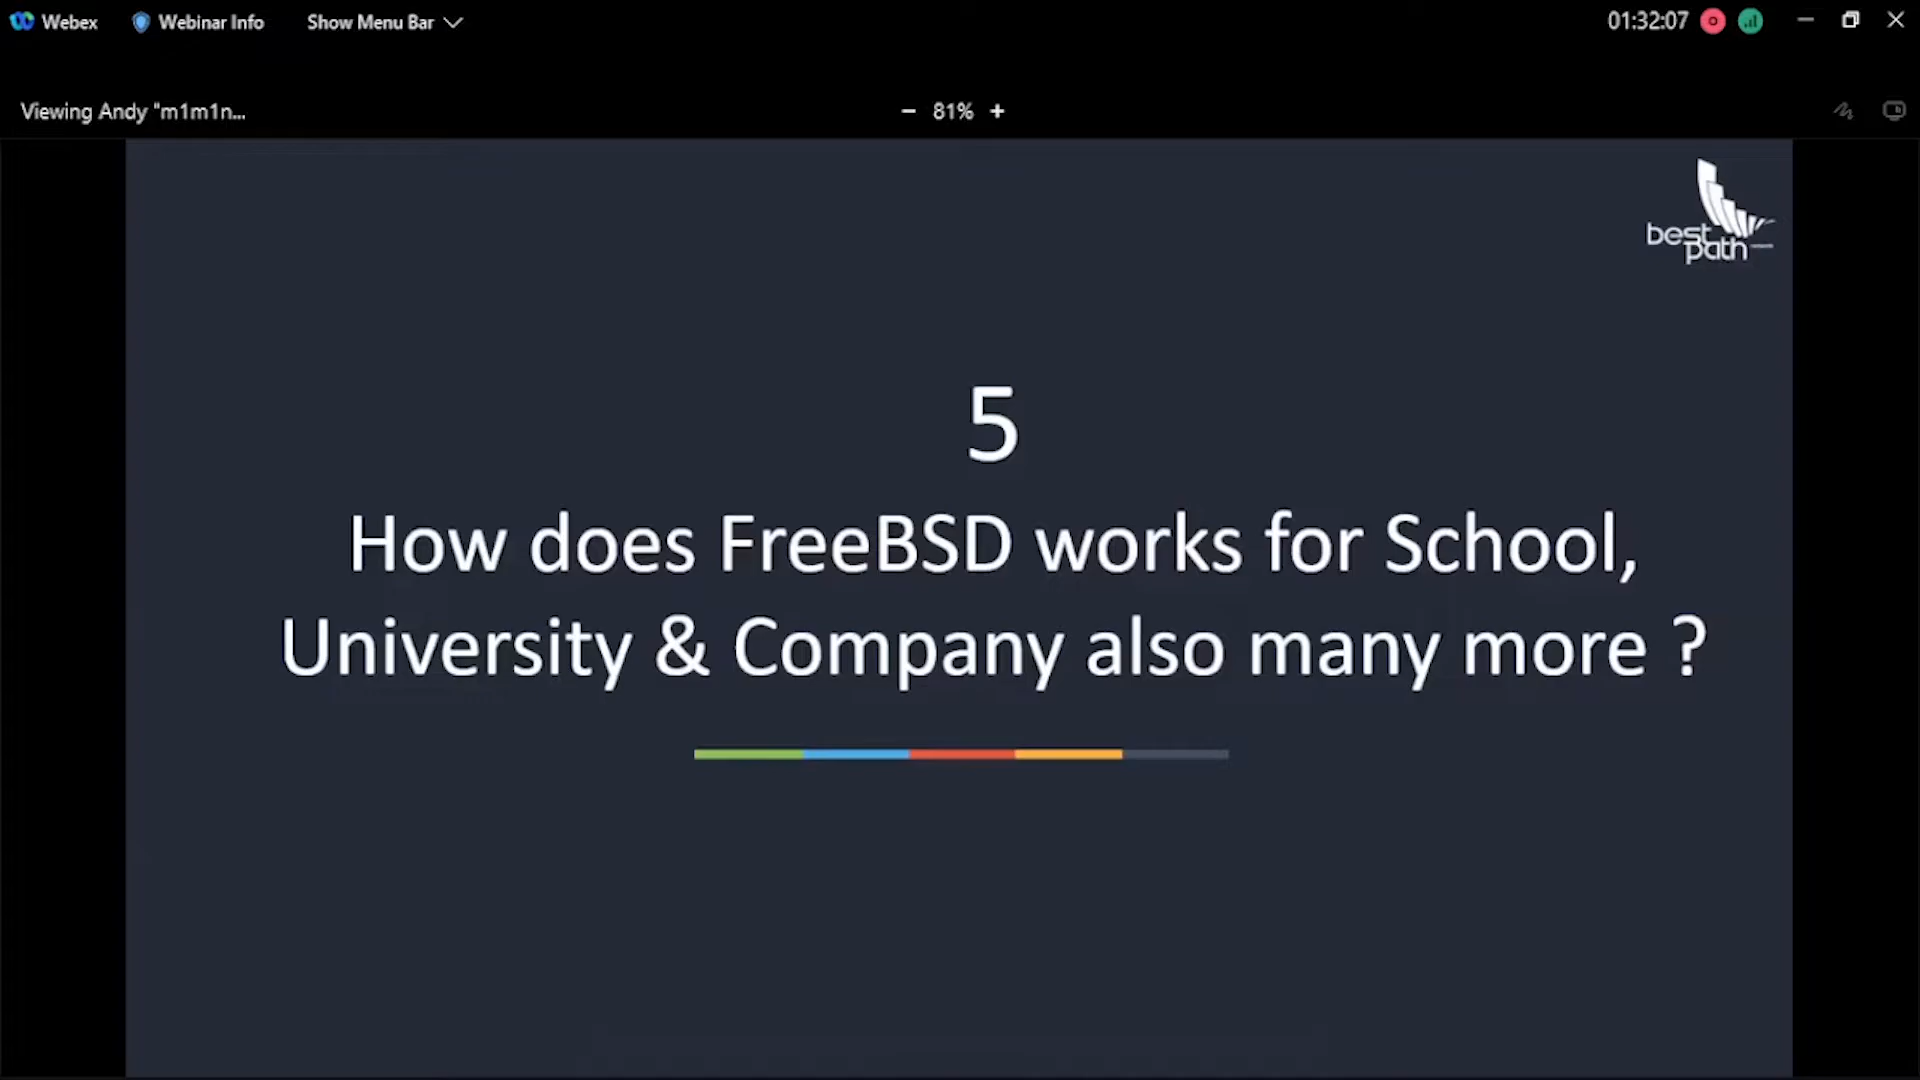 Webex
Webinar Info
Show Menu Bar
01:32:07
Viewing Andy "m1m1n...
− 81% +
best
path
5
How does FreeBSD works for School,
University & Company also many more ?